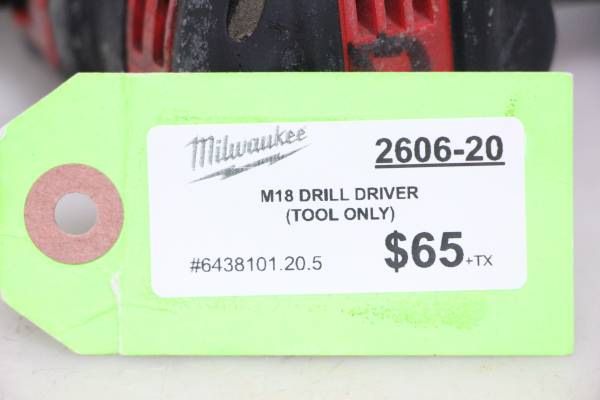 Milwaukee 2606-20
M18 DRILL DRIVER
(TOOL ONLY)
#6438101.20.5 $65+TX